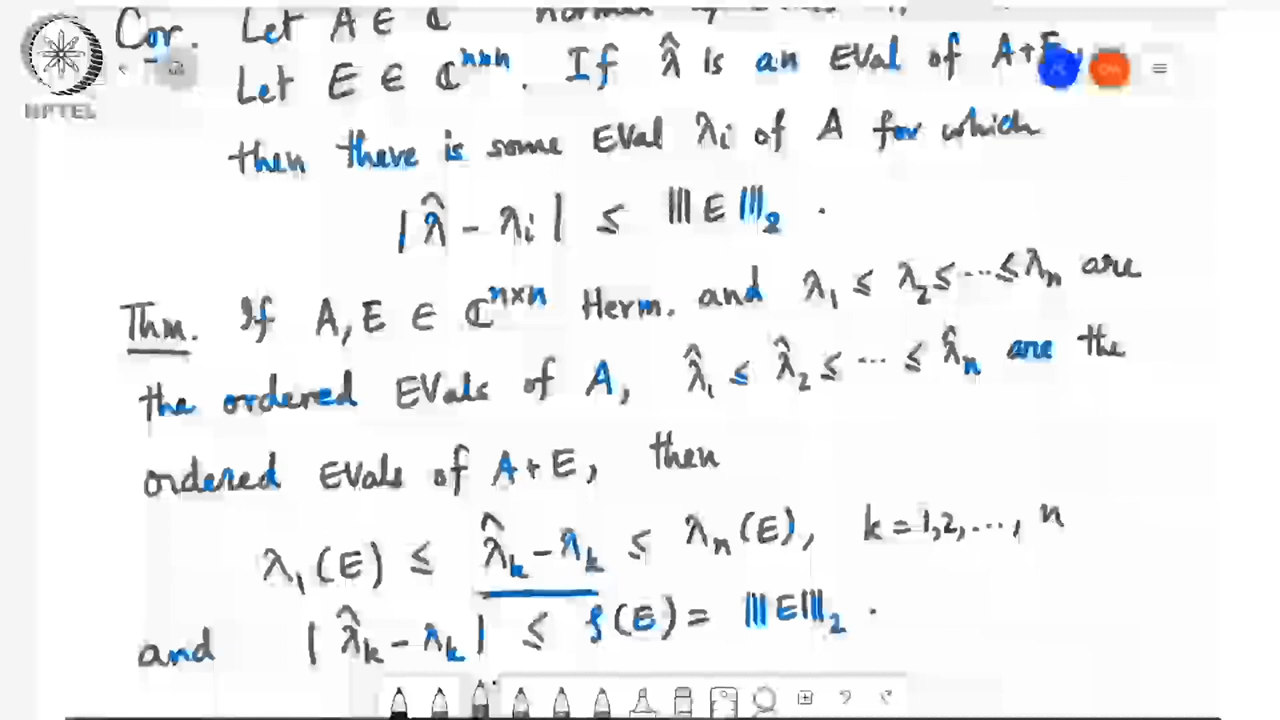 Cor. Let A ∈ ℂ
Let E ∈ ℂ^{n×n}. If λ̂ is an EVal of A+E,
then there is some EVal λ_i of A for which
|λ̂ - λ_i| ≤ |||E|||_2 .
Thm. If A, E ∈ ℂ^{n×n} Herm. and λ_1 ≤ λ_2 ≤ ... ≤ λ_n are
the ordered EVals of A, λ̂_1 ≤ λ̂_2 ≤ ... ≤ λ̂_n are the
ordered EVals of A+E, then
λ_1(E) ≤ λ̂_k - λ_k ≤ λ_n(E), k=1,2,..., n
and |λ̂_k - λ_k| ≤ ρ(E) = |||E|||_2 .
NPTEL